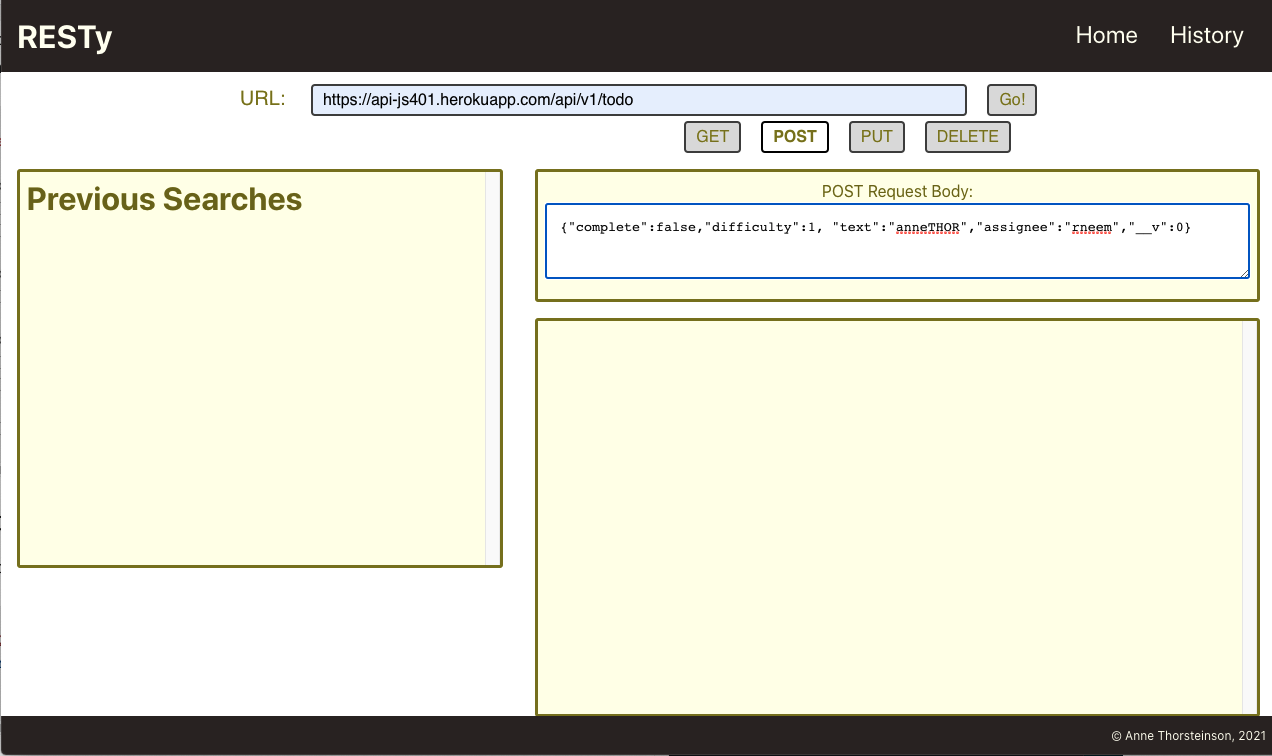 RESTy
Home History
URL: https://api-js401.herokuapp.com/api/v1/todo Go!
GET POST PUT DELETE
Previous Searches
POST Request Body:
{"complete":false,"difficulty":1, "text":"anneTHOR","assignee":"rneem","__v":0}
© Anne Thorsteinson, 2021